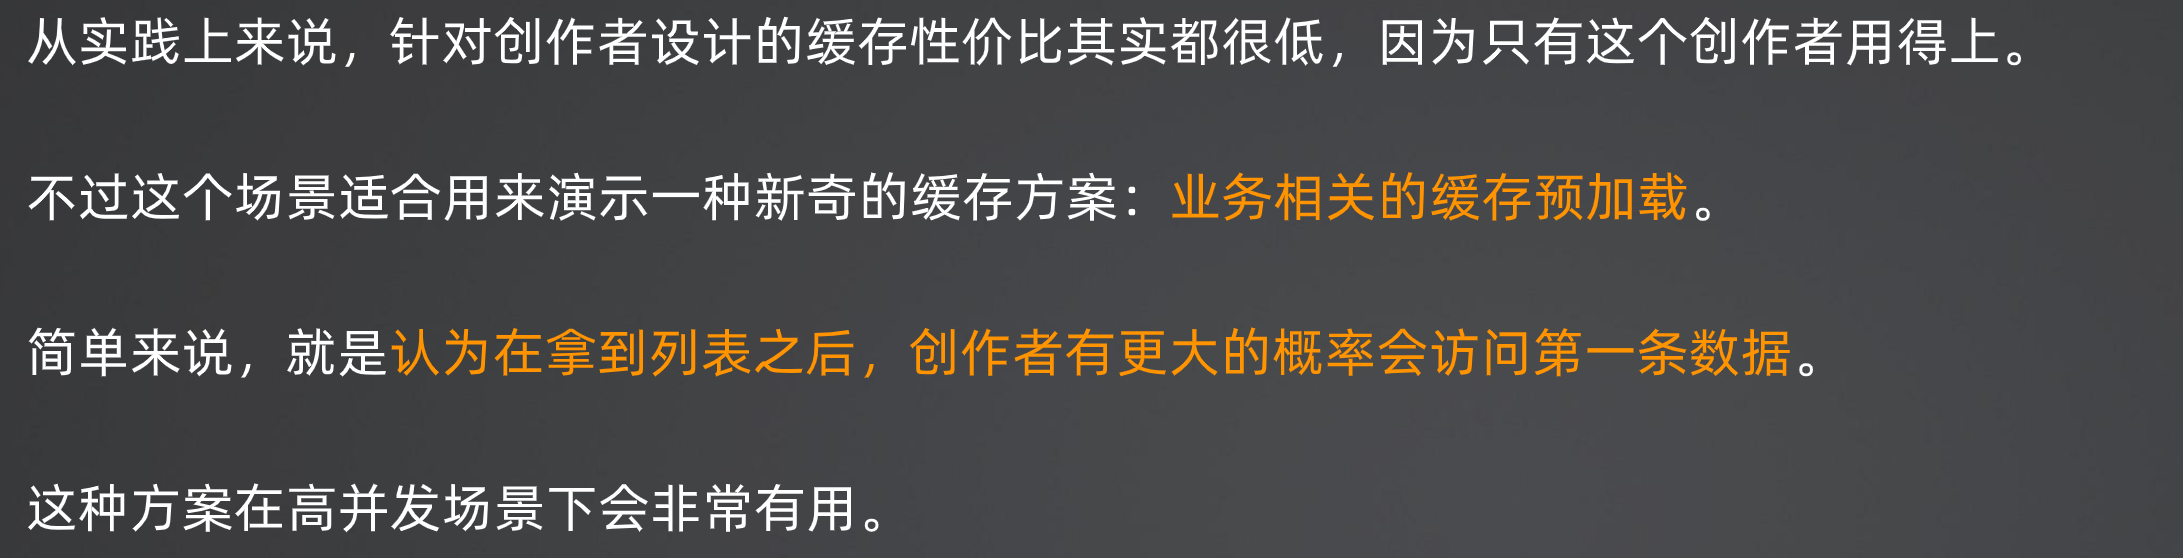 从实践上来说，针对创作者设计的缓存性价比其实都很低，因为只有这个创作者用得上。
不过这个场景适合用来演示一种新奇的缓存方案：业务相关的缓存预加载。
简单来说，就是认为在拿到列表之后，创作者有更大的概率会访问第一条数据。
这种方案在高并发场景下会非常有用。